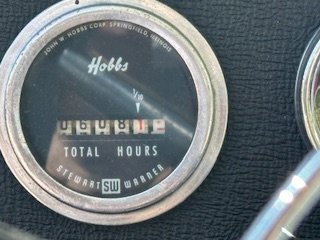 JOHN W. HOBBS CORP. SPRINGFIELD, ILLINOIS
Hobbs
1/10
TOTAL HOURS
STEWART SW WARNER